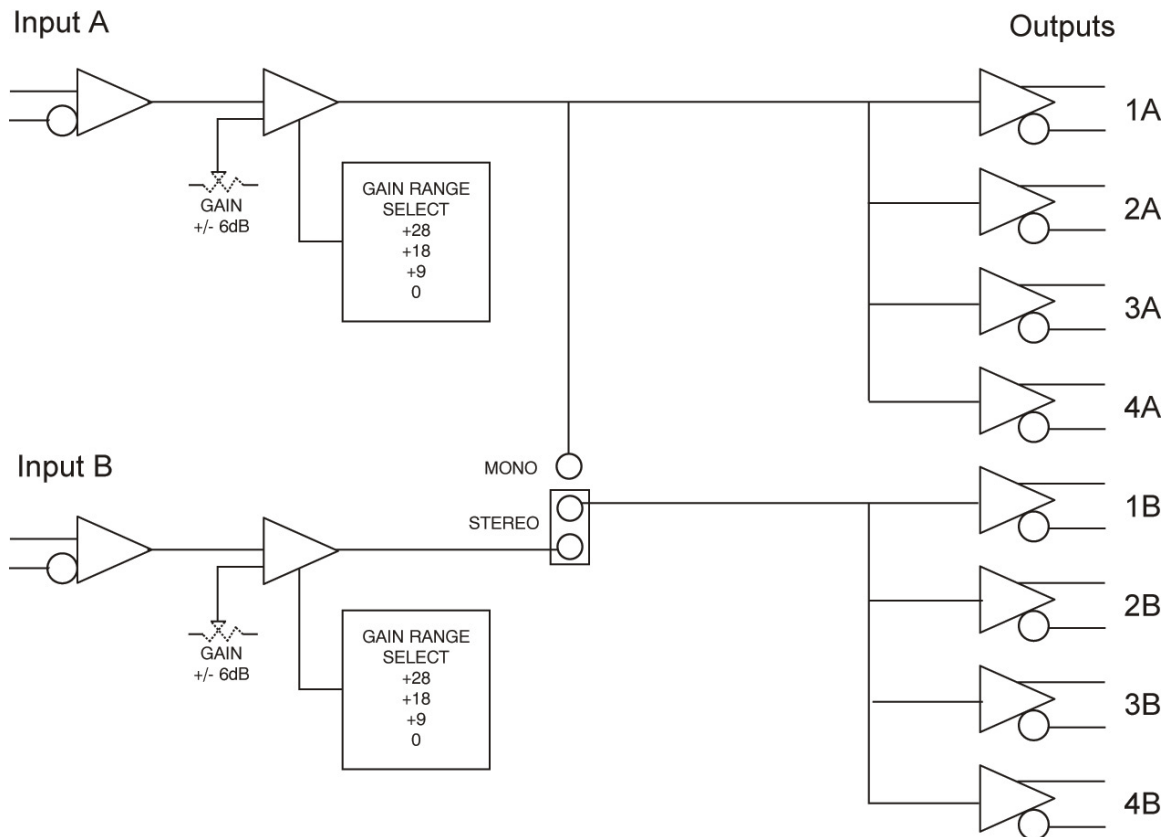 Input A
Outputs
1A
GAIN
+/- 6dB
GAIN RANGE
SELECT
+28
+18
+9
0
2A
3A
4A
Input B
MONO
STEREO
1B
GAIN
+/- 6dB
GAIN RANGE
SELECT
+28
+18
+9
0
2B
3B
4B